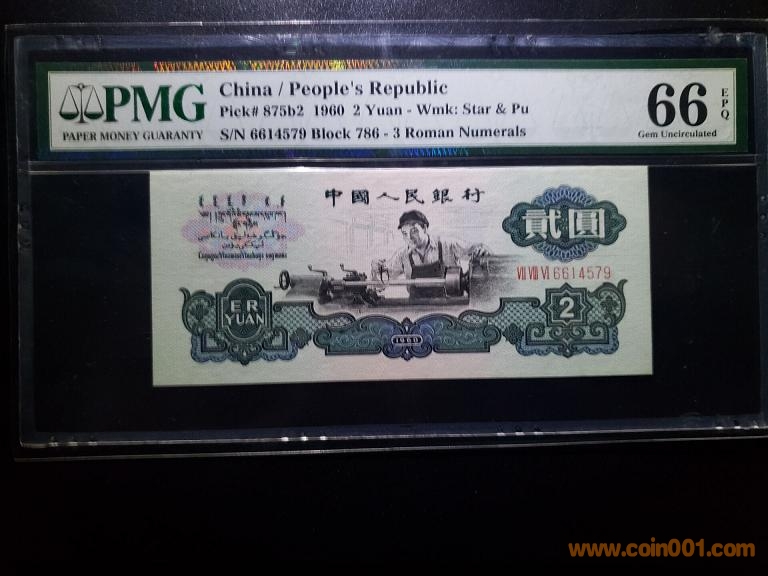 PMG
PAPER MONEY GUARANTY
China / People's Republic
Pick# 875b2 1960 2 Yuan - Wmk: Star & Pu
S/N 6614579 Block 786 - 3 Roman Numerals
66 EPQ
Gem Uncirculated
中國人民銀行
貳圓
VII VIII VI 6614579
ER
YUAN
2
1960
www.coin001.com